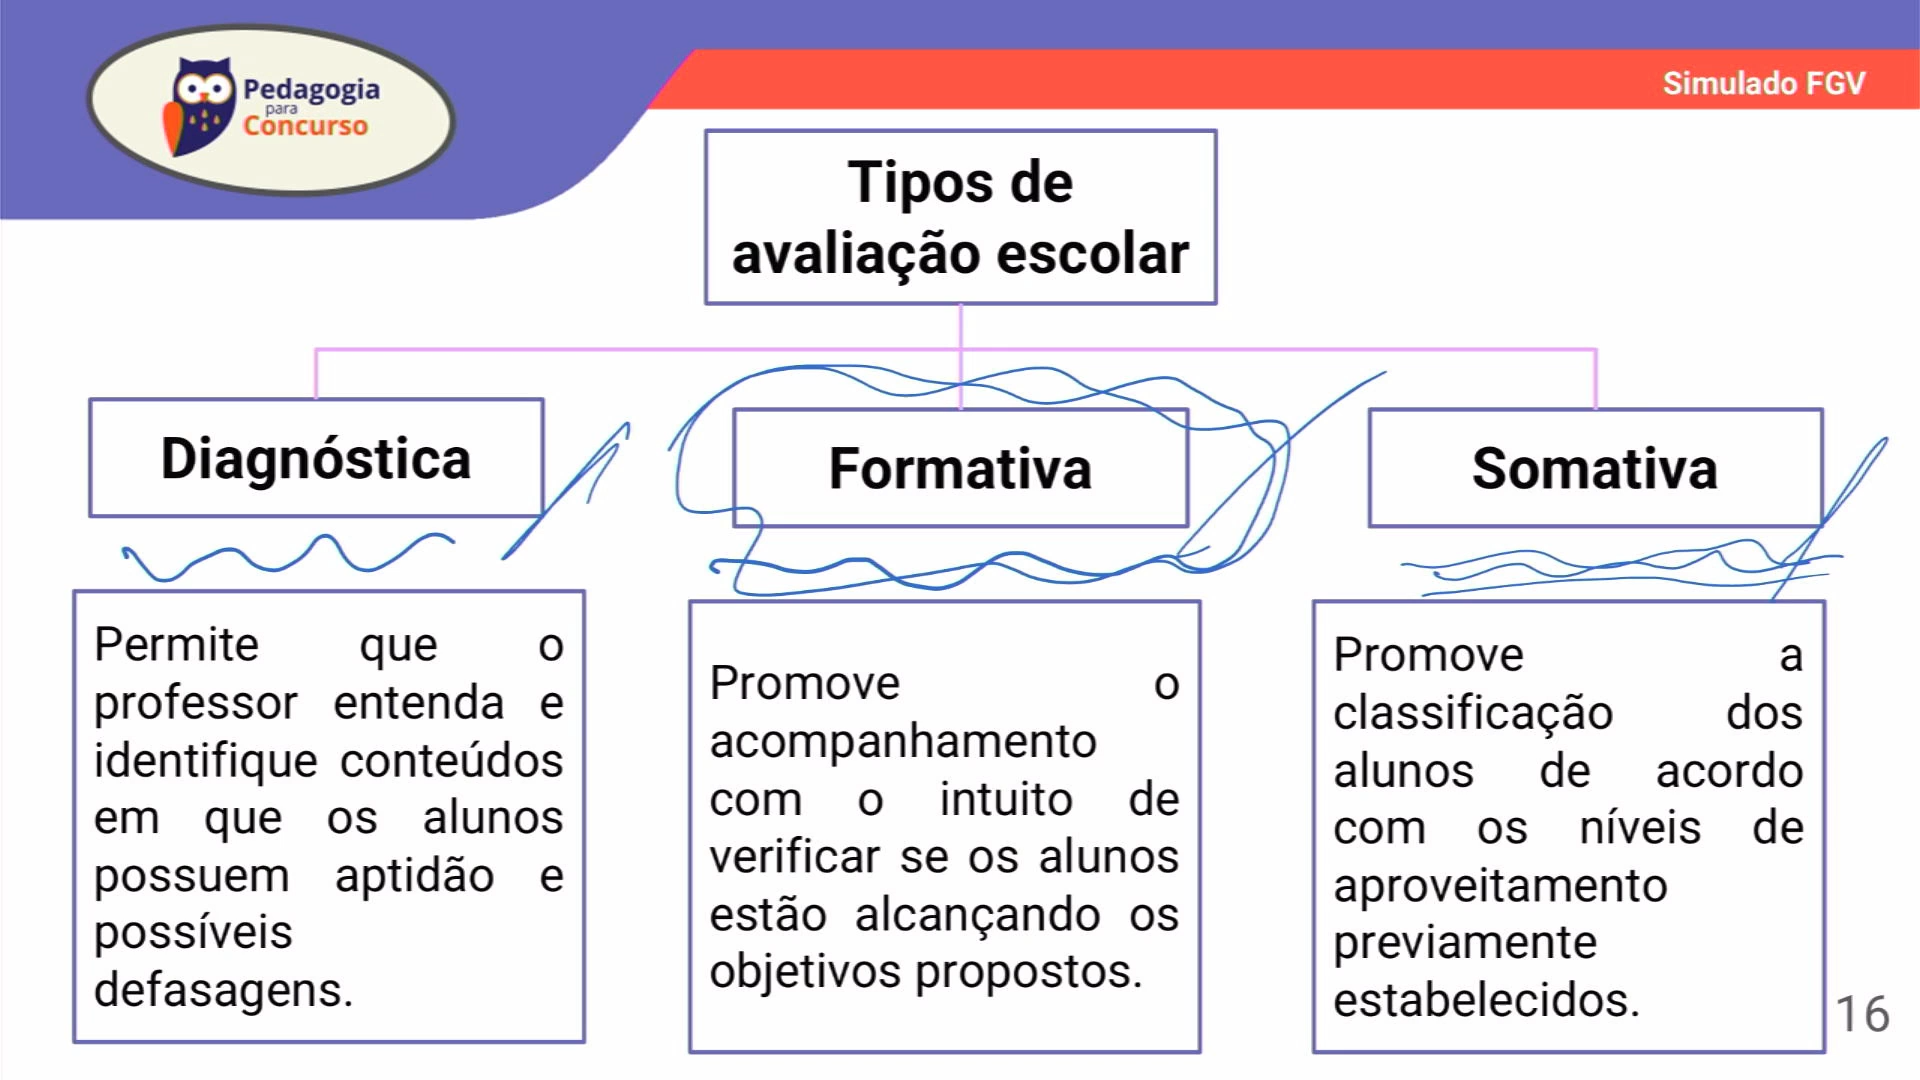 Pedagogia
para
Concurso
Simulado FGV
Tipos de
avaliação escolar
Diagnóstica
Formativa
Somativa
Permite que o
professor entenda e
identifique conteúdos
em que os alunos
possuem aptidão e
possíveis
defasagens.
Promove o
acompanhamento
com o intuito de
verificar se os alunos
estão alcançando os
objetivos propostos.
Promove a
classificação dos
alunos de acordo
com os níveis de
aproveitamento
previamente
estabelecidos.
16